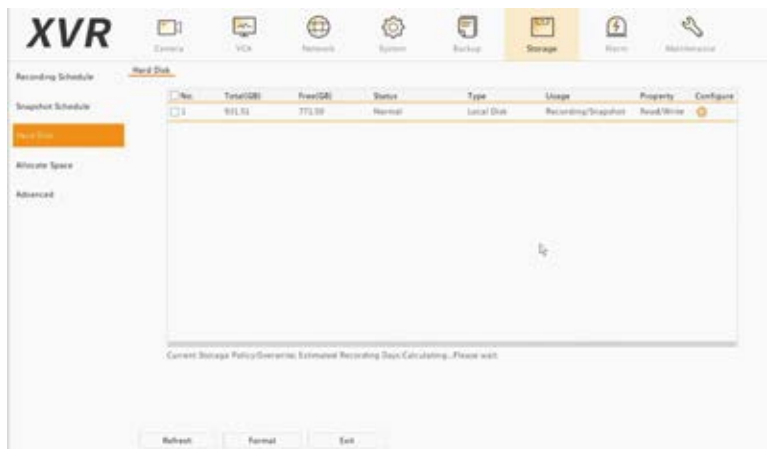 XVR
Camera VCA Network System Backup Storage Alarm Maintenance
Recording Schedule
Snapshot Schedule
Hard Disk
Allocate Space
Advanced
Hard Disk
No. Total(GB) Free(GB) Status Type Usage Property Configure
1 931.51 Normal Local Disk Recording/Snapshot Read/Write
Current Storage Policy:Overwrite; Estimated Recording Days:Calculating...Please wait
Refresh Format Exit